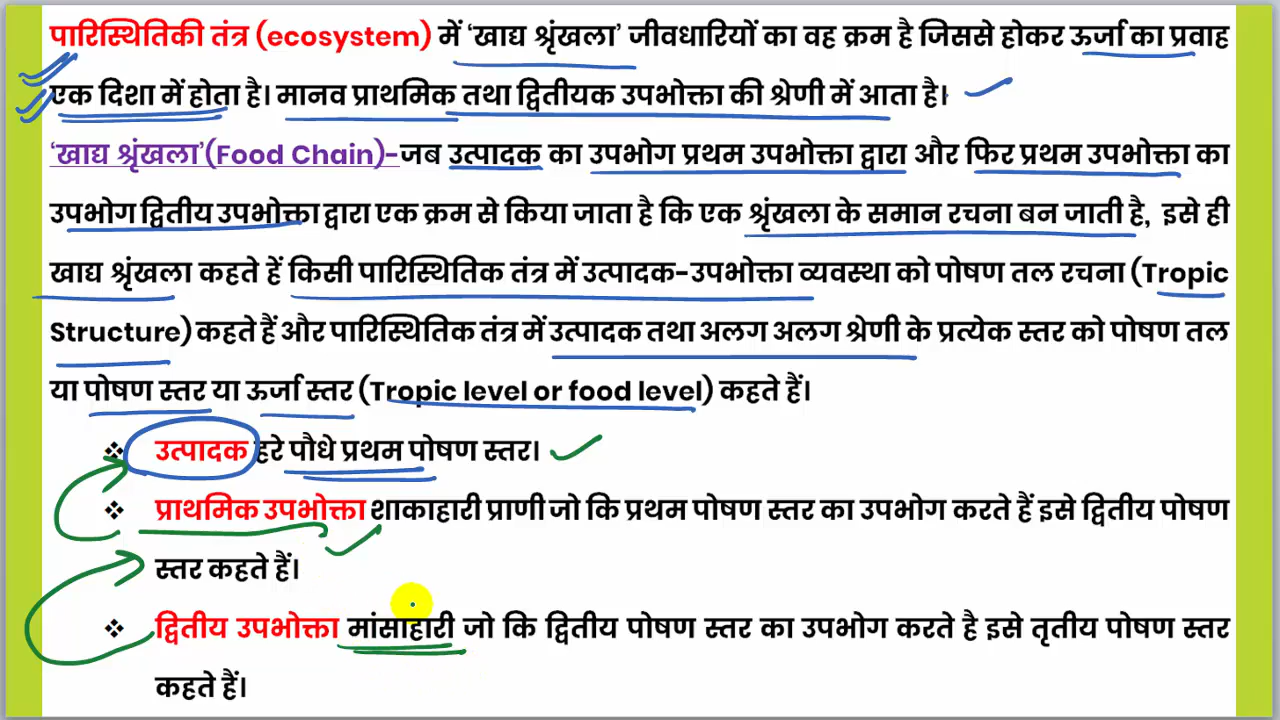 पारिस्थितिकी तंत्र (ecosystem) में ‘खाद्य श्रृंखला’ जीवधारियों का वह क्रम है जिससे होकर ऊर्जा का प्रवाह
एक दिशा में होता है। मानव प्राथमिक तथा द्वितीयक उपभोक्ता की श्रेणी में आता है।
‘खाद्य श्रृंखला’(Food Chain)-जब उत्पादक का उपभोग प्रथम उपभोक्ता द्वारा और फिर प्रथम उपभोक्ता का
उपभोग द्वितीय उपभोक्ता द्वारा एक क्रम से किया जाता है कि एक श्रृंखला के समान रचना बन जाती है, इसे ही
खाद्य श्रृंखला कहते हें किसी पारिस्थितिक तंत्र में उत्पादक-उपभोक्ता व्यवस्था को पोषण तल रचना (Tropic
Structure) कहते हैं और पारिस्थितिक तंत्र में उत्पादक तथा अलग अलग श्रेणी के प्रत्येक स्तर को पोषण तल
या पोषण स्तर या ऊर्जा स्तर (Tropic level or food level) कहते हैं।
❖ उत्पादक हरे पौधे प्रथम पोषण स्तर।
❖ प्राथमिक उपभोक्ता शाकाहारी प्राणी जो कि प्रथम पोषण स्तर का उपभोग करते हैं इसे द्वितीय पोषण
स्तर कहते हैं।
❖ द्वितीय उपभोक्ता मांसाहारी जो कि द्वितीय पोषण स्तर का उपभोग करते है इसे तृतीय पोषण स्तर
कहते हैं।